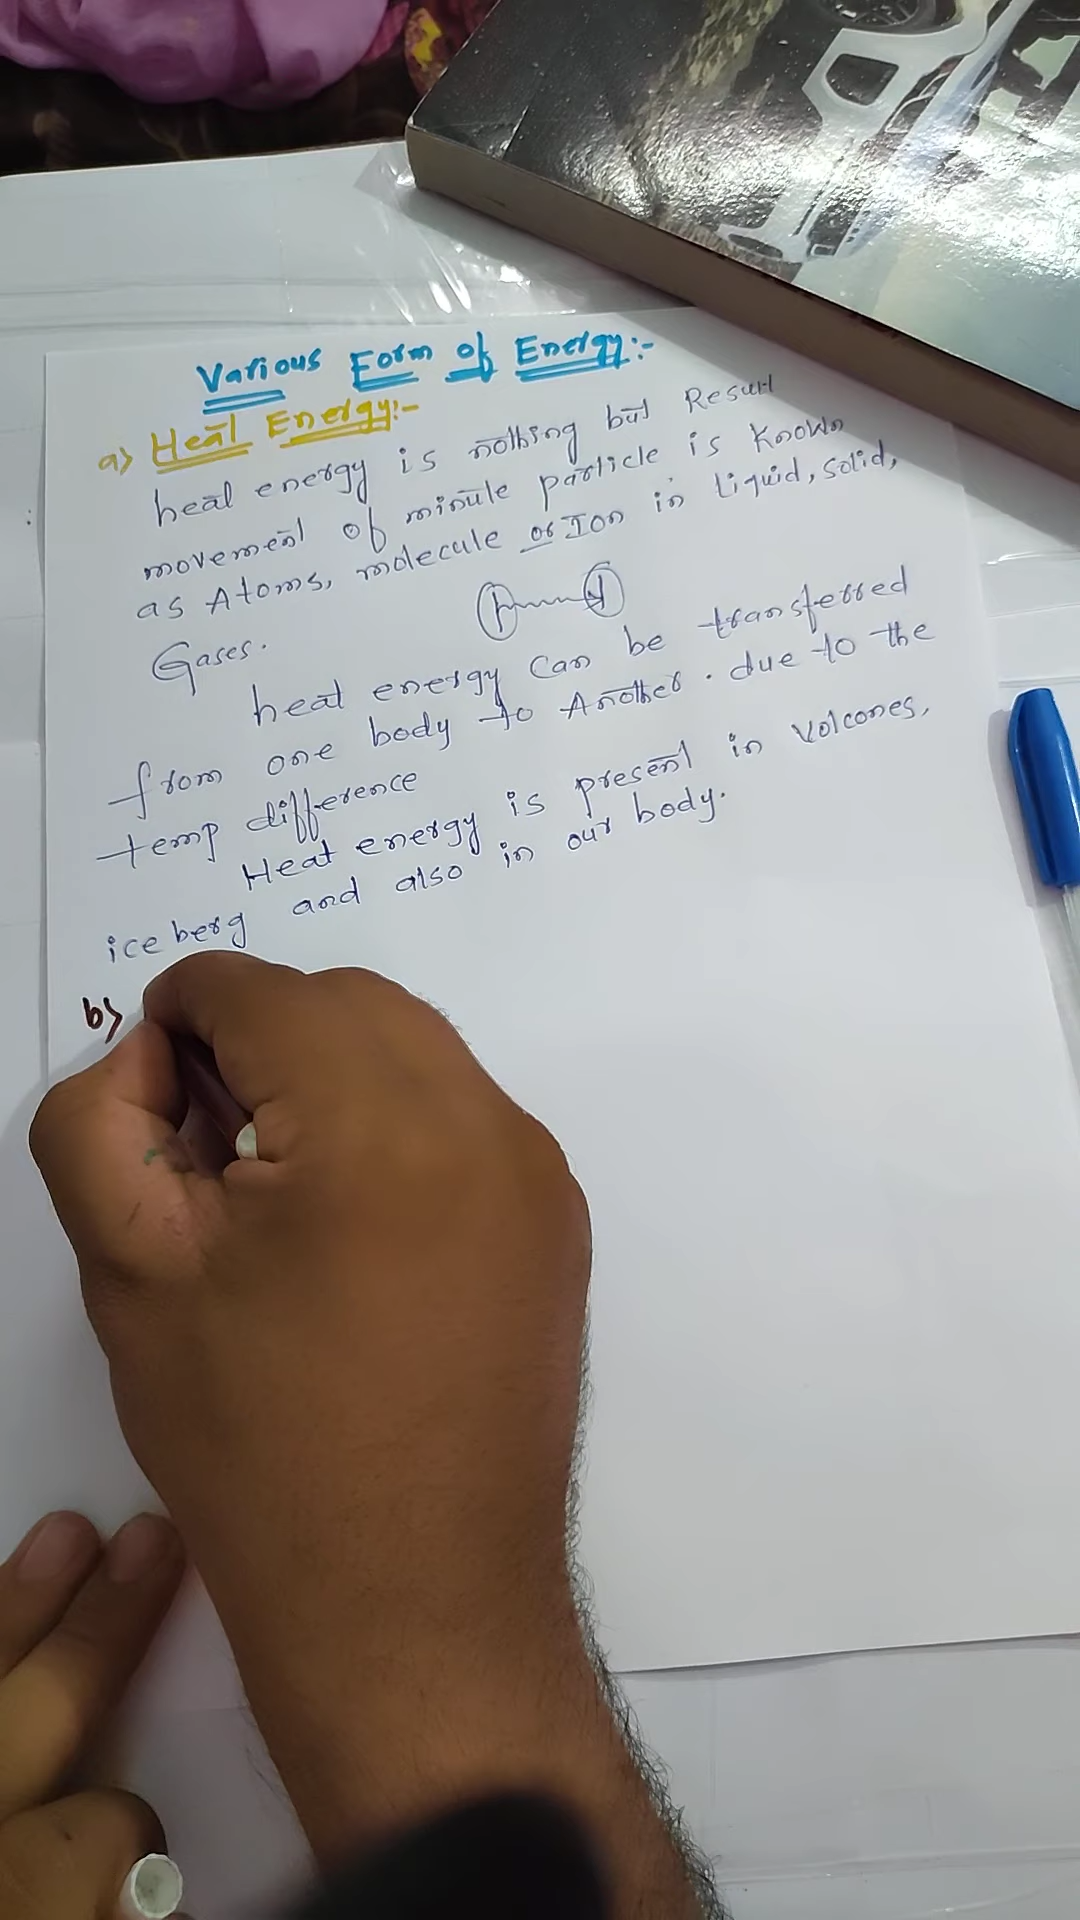 Various Form of Energy:-
a) Heat Energy:-
heat energy is nothing but Result
movement of minute particle is known
as Atoms, molecule or Ion in liquid, solid,
Gases.
heat energy can be transferred
from one body to Another. due to the
temp difference
Heat energy is present in volcones,
ice berg and also in our body.
b)